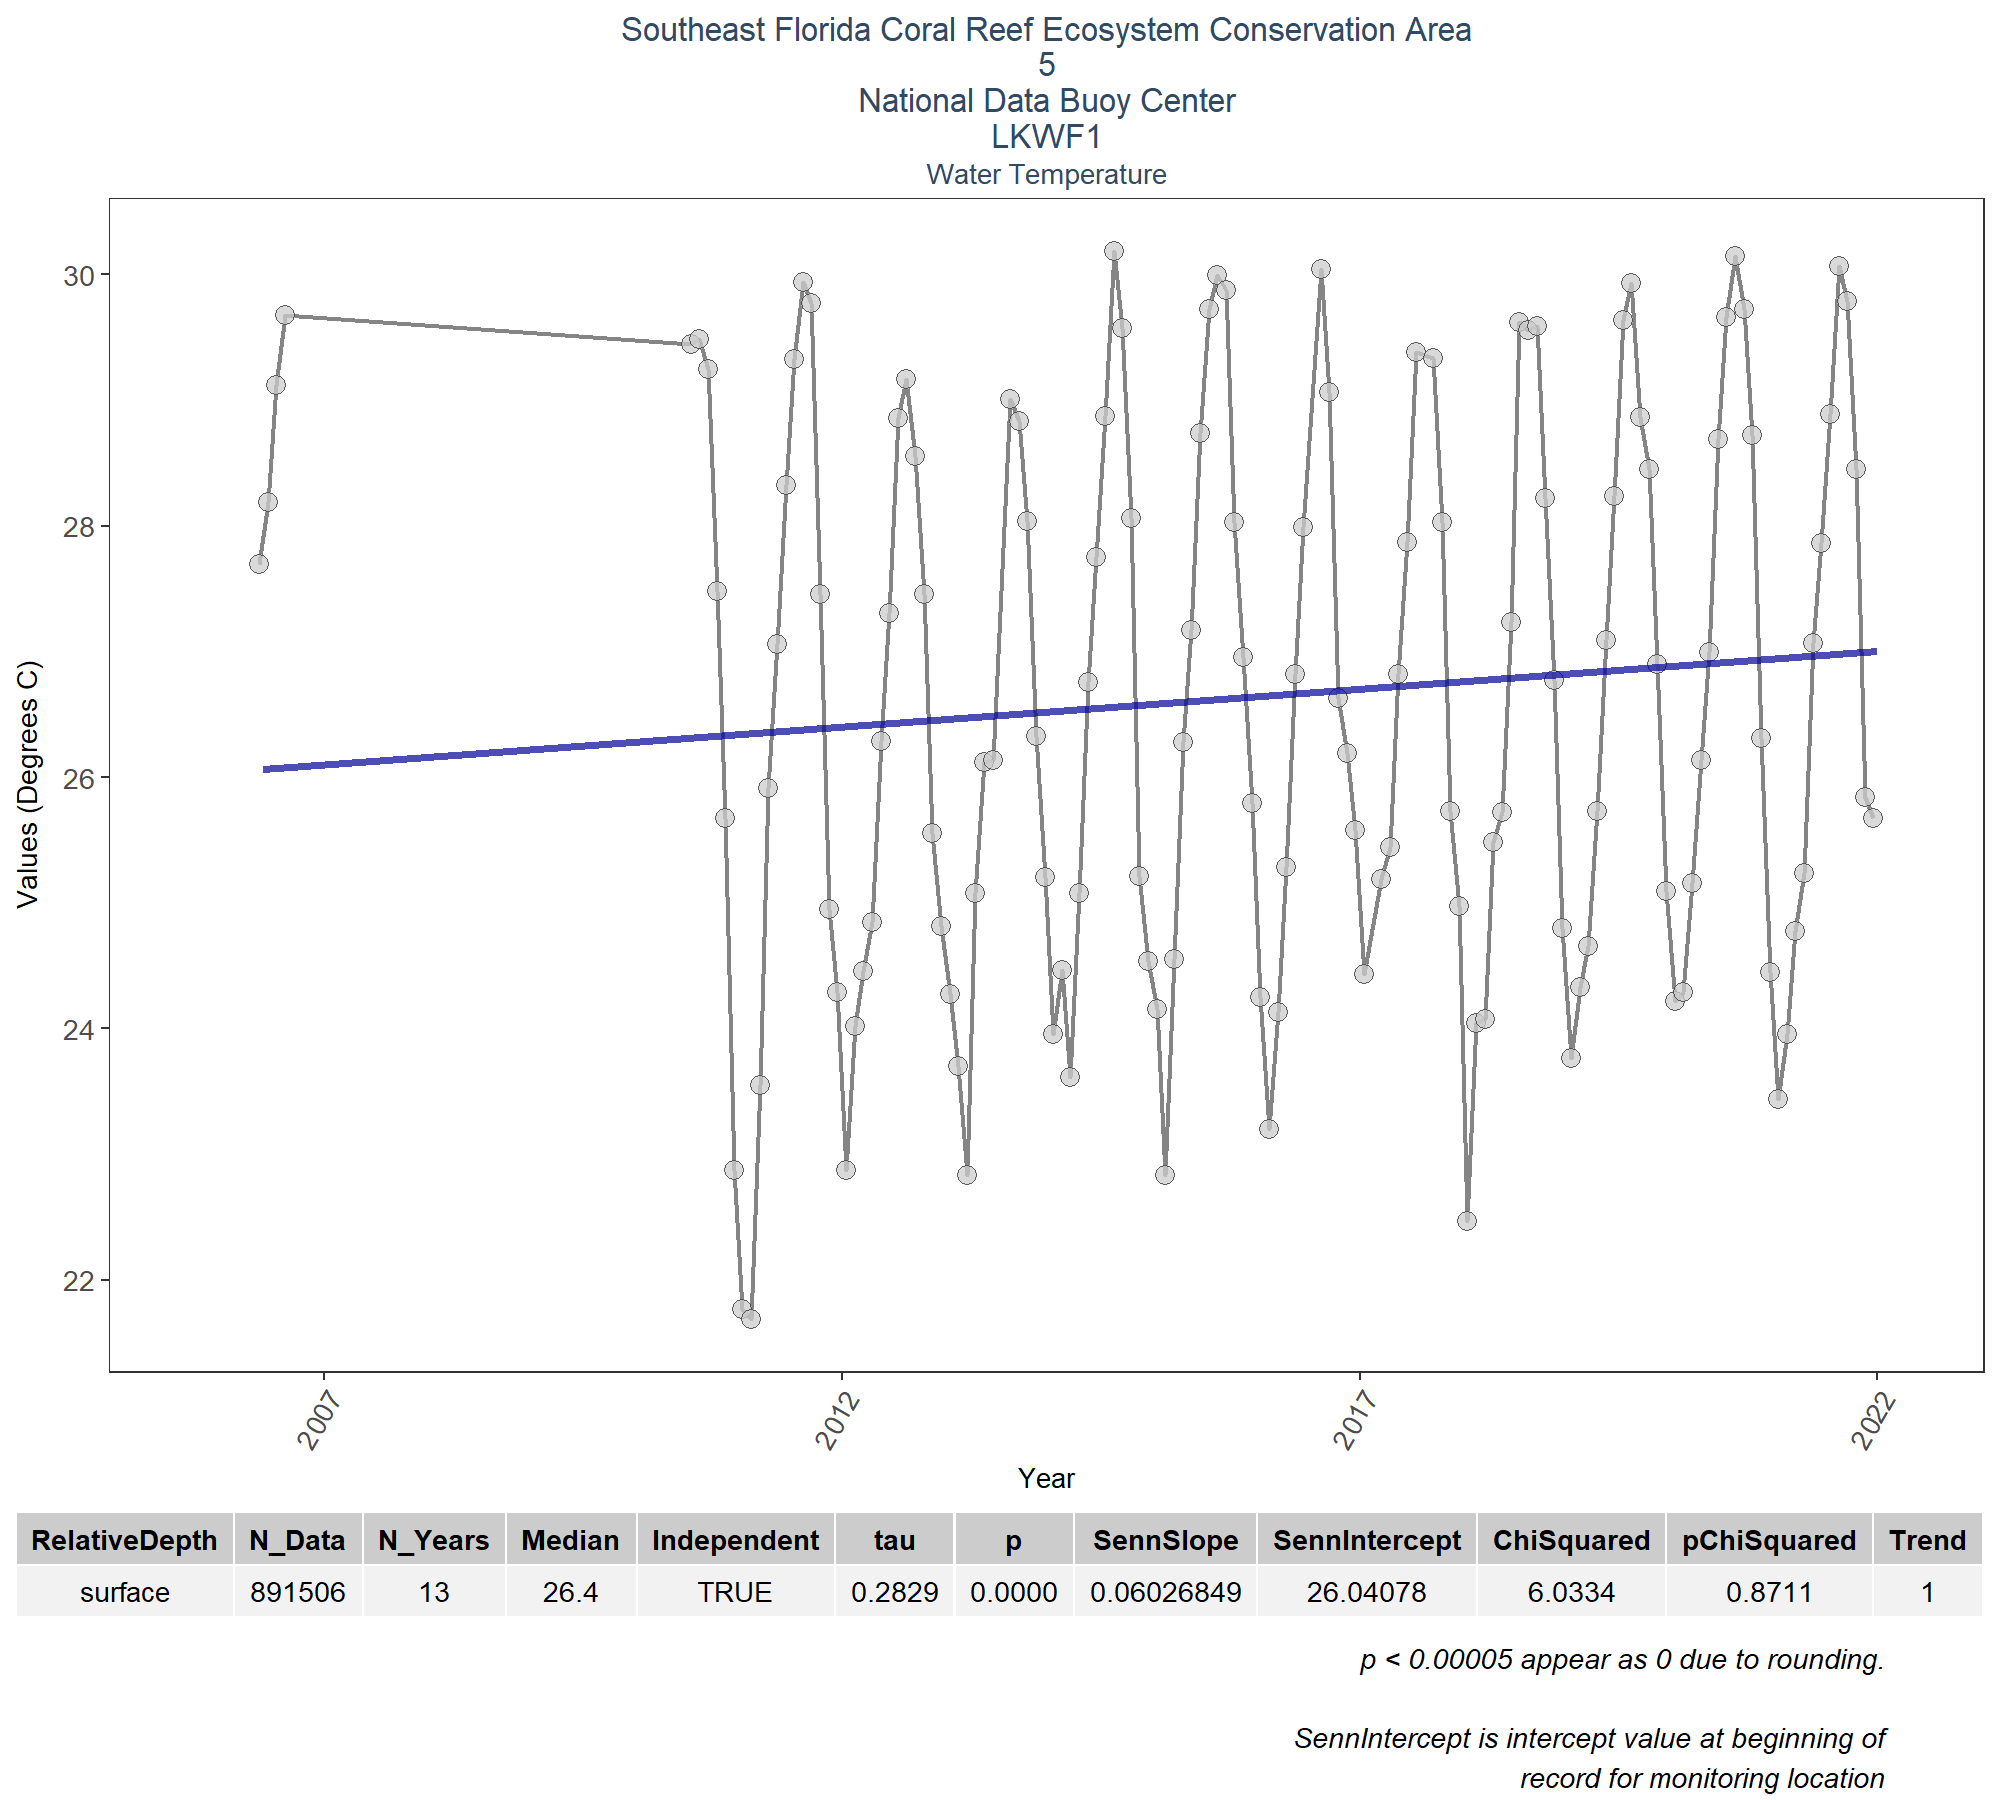 Southeast Florida Coral Reef Ecosystem Conservation Area
5
National Data Buoy Center
LKWF1
Water Temperature
30
28
26
24
22
Values (Degrees C)
2007
2012
2017
2022
Year
RelativeDepth N_Data N_Years Median Independent tau p SennSlope SennIntercept ChiSquared pChiSquared Trend
surface 891506 13 26.4 TRUE 0.2829 0.0000 0.06026849 26.04078 6.0334 0.8711 1
p < 0.00005 appear as 0 due to rounding.
SennIntercept is intercept value at beginning of
record for monitoring location